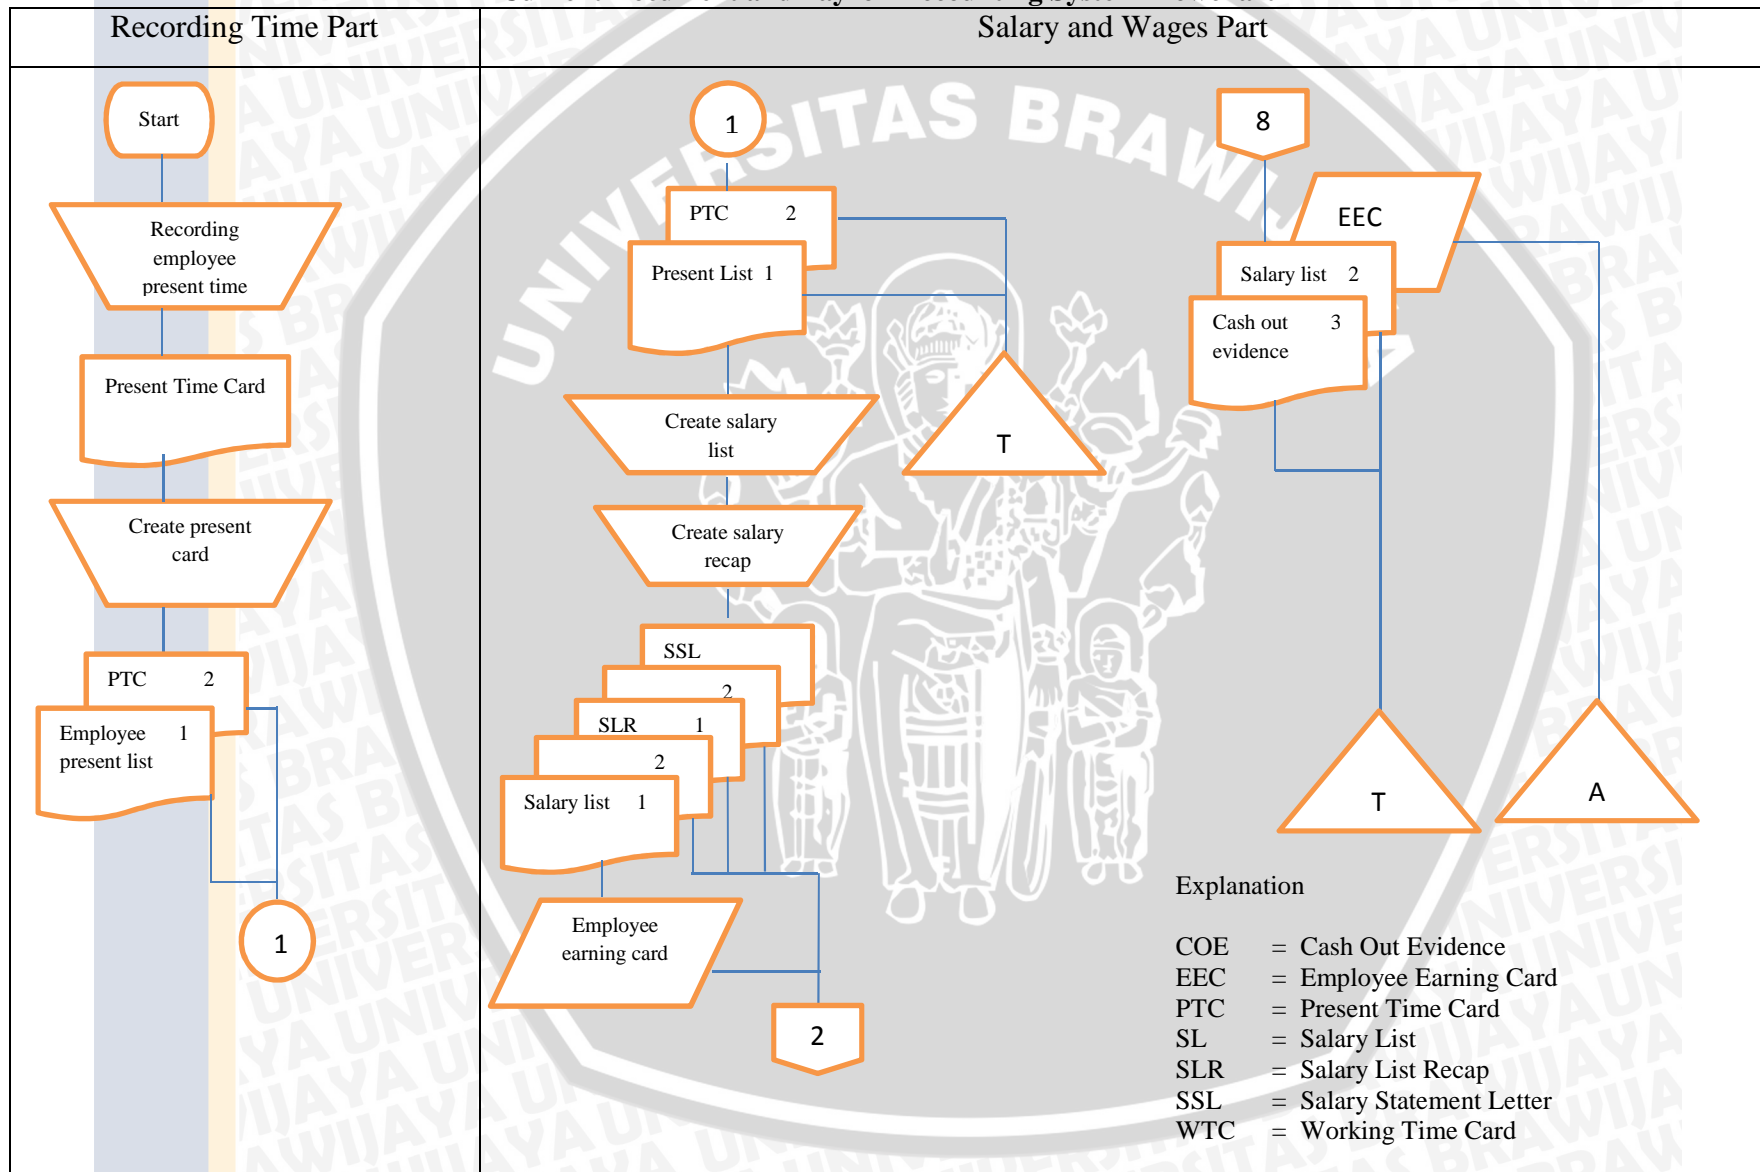 Recording Time Part
Salary and Wages Part
Start
Recording
employee
present time
Present Time Card
Create present
card
PTC 2
Employee 1
present list
1
1
PTC 2
Present List 1
T
Create salary
list
Create salary
recap
SSL
2
SLR 1
2
Salary list 1
Employee
earning card
2
8
EEC
Salary list 2
Cash out 3
evidence
T
A
Explanation
COE = Cash Out Evidence
EEC = Employee Earning Card
PTC = Present Time Card
SL = Salary List
SLR = Salary List Recap
SSL = Salary Statement Letter
WTC = Working Time Card
UNIVERSITAS BRAWIJAYA